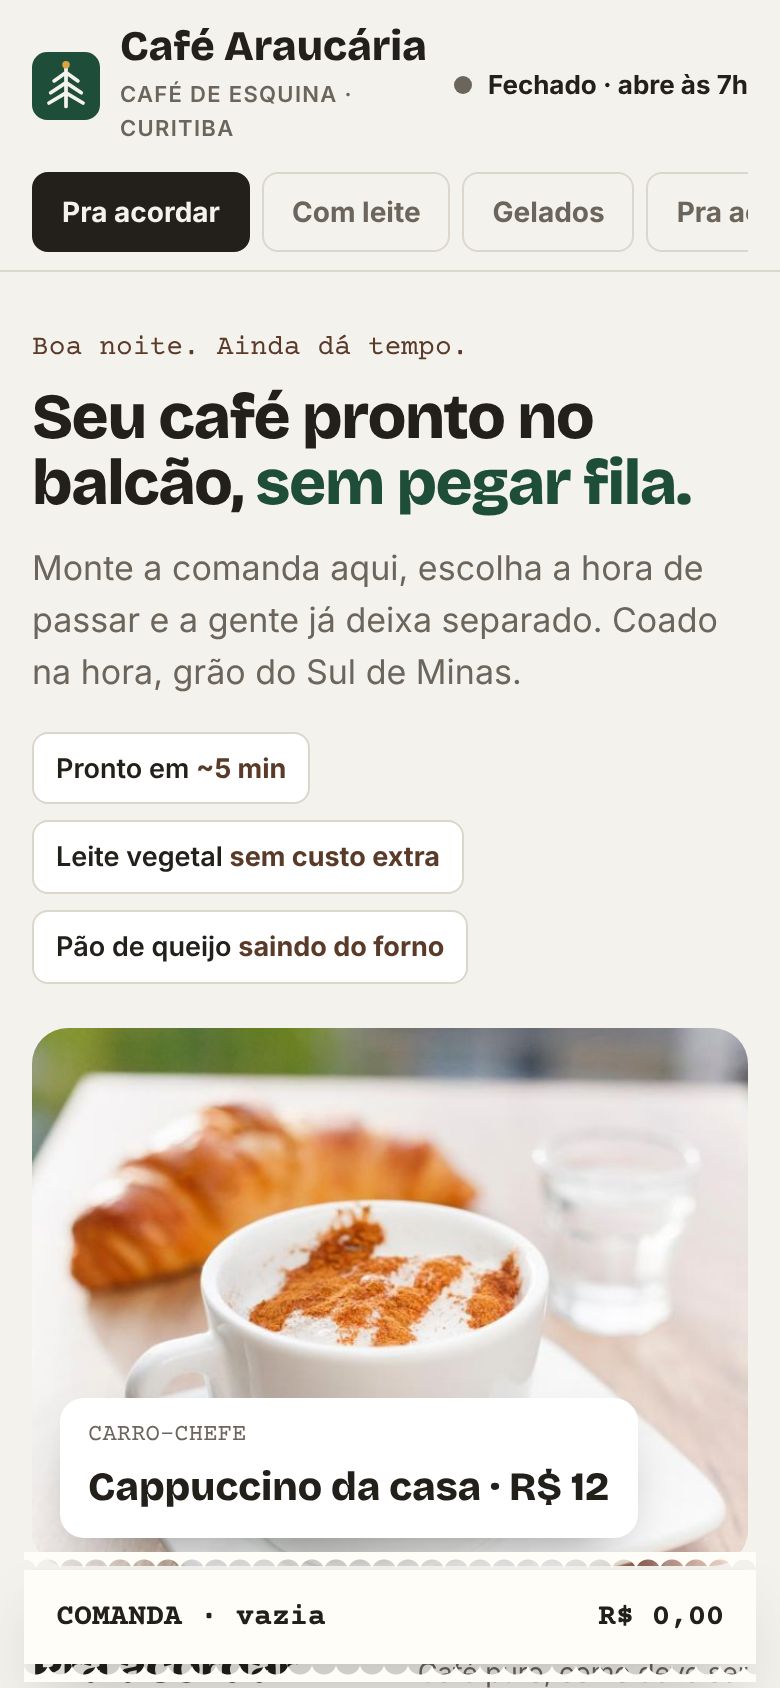 Café Araucária
CAFÉ DE ESQUINA ·
CURITIBA
Fechado · abre às 7h
Pra acordar
Com leite
Gelados
Pra
Boa noite. Ainda dá tempo.
Seu café pronto no
balcão, sem pegar fila.
Monte a comanda aqui, escolha a hora de
passar e a gente já deixa separado. Coado
na hora, grão do Sul de Minas.
Pronto em ~5 min
Leite vegetal sem custo extra
Pão de queijo saindo do forno
CARRO-CHEFE
Cappuccino da casa · R$ 12
COMANDA · vazia
R$ 0,00